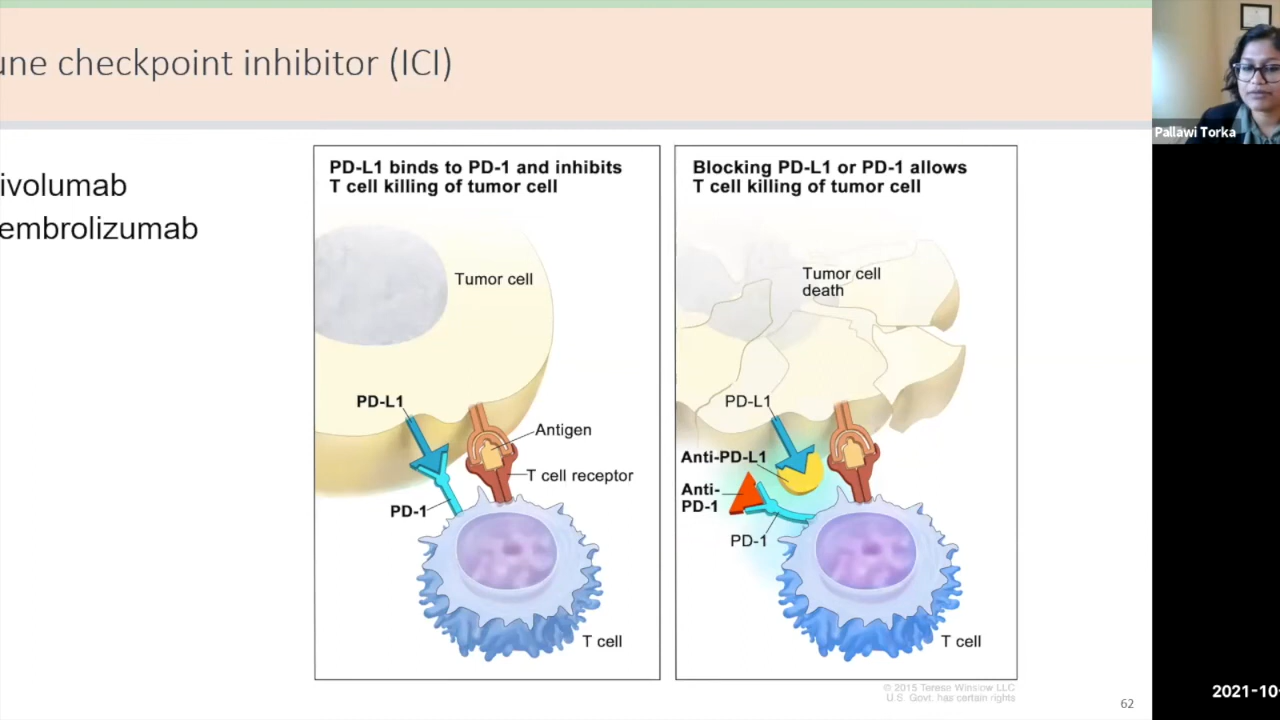 une checkpoint inhibitor (ICI)
ivolumab
embrolizumab
PD-L1 binds to PD-1 and inhibits
T cell killing of tumor cell
Tumor cell
PD-L1
Antigen
T cell receptor
PD-1
T cell
Blocking PD-L1 or PD-1 allows
T cell killing of tumor cell
Tumor cell
death
PD-L1
Anti-PD-L1
Anti-
PD-1
PD-1
T cell
© 2015 Terese Winslow LLC
U.S. Govt. has certain rights
62
Pallawi Torka
2021-10-